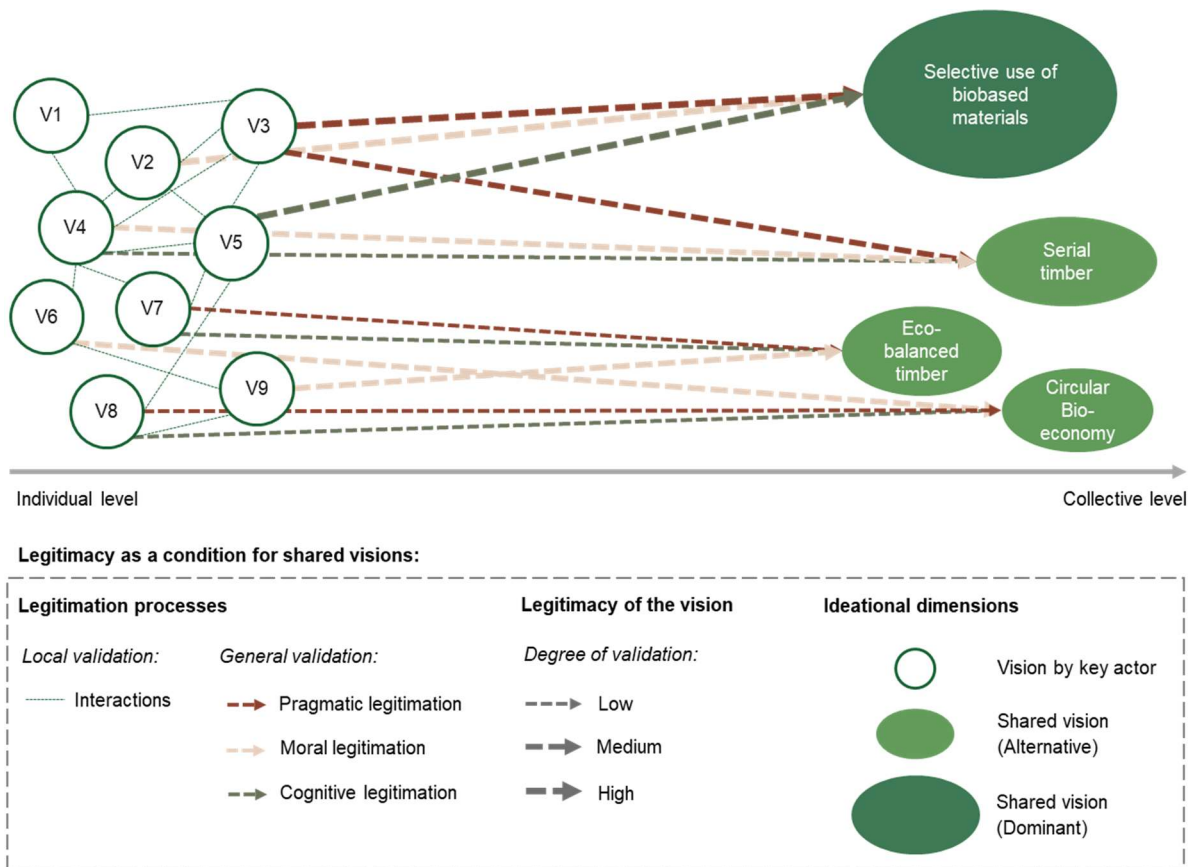 V1
V2
V3
V4
V5
V6
V7
V8
V9
Selective use of
biobased
materials
Serial
timber
Eco-
balanced
timber
Circular
Bio-
economy
Individual level
Collective level
Legitimacy as a condition for shared visions:
Legitimation processes
Local validation:
Interactions
General validation:
Pragmatic legitimation
Moral legitimation
Cognitive legitimation
Legitimacy of the vision
Degree of validation:
Low
Medium
High
Ideational dimensions
Vision by key actor
Shared vision
(Alternative)
Shared vision
(Dominant)